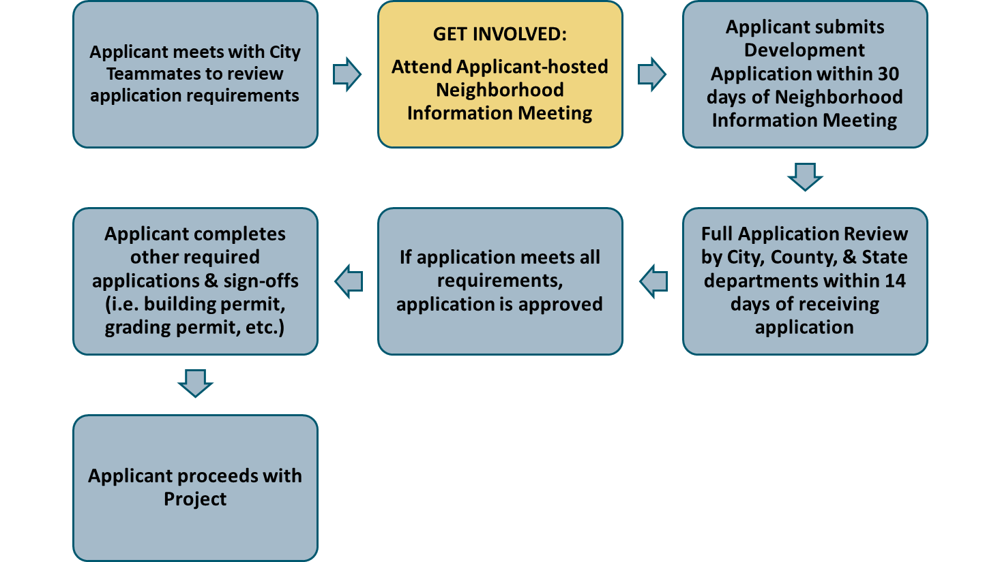 Applicant meets with City
Teammates to review
application requirements
GET INVOLVED:
Attend Applicant-hosted
Neighborhood
Information Meeting
Applicant submits
Development
Application within 30
days of Neighborhood
Information Meeting
Full Application Review
by City, County, & State
departments within 14
days of receiving
application
If application meets all
requirements,
application is approved
Applicant completes
other required
applications & sign-offs
(i.e. building permit,
grading permit, etc.)
Applicant proceeds with
Project